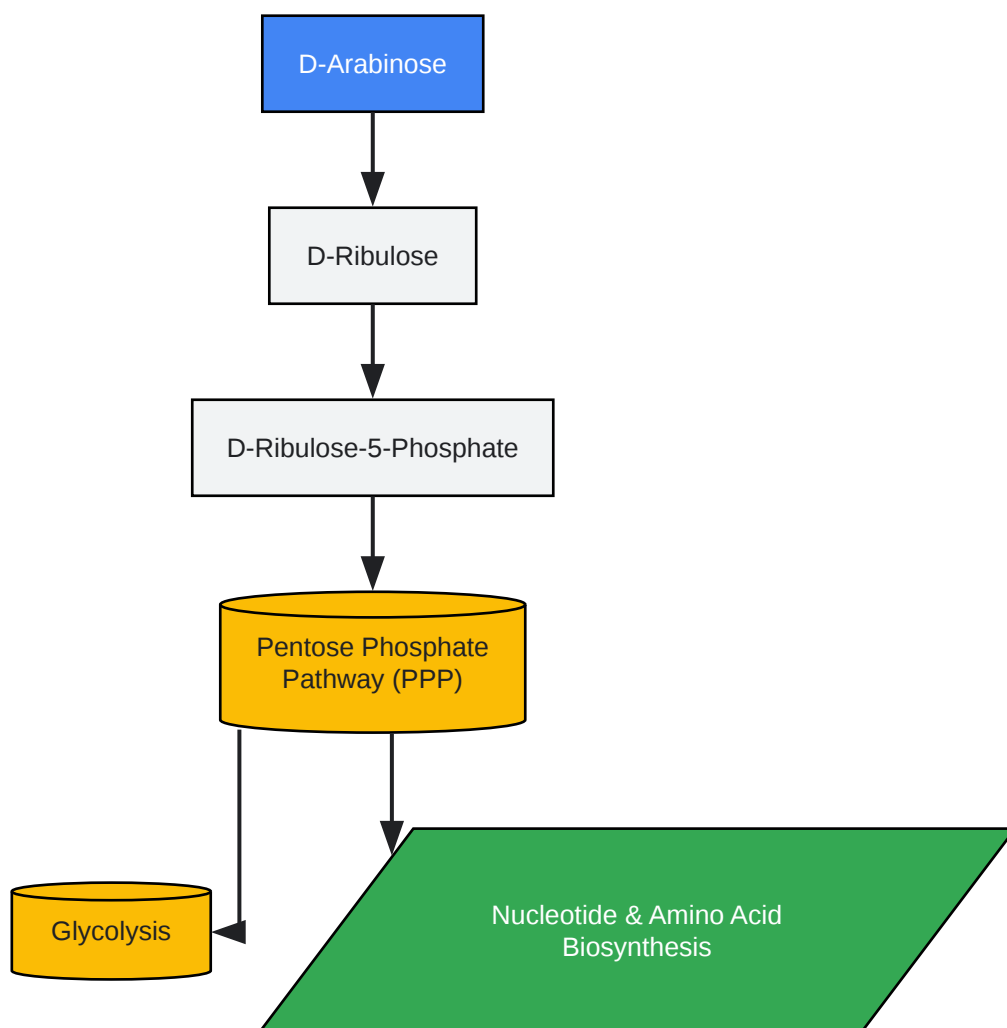 D-Arabinose
D-Ribulose
D-Ribulose-5-Phosphate
Pentose Phosphate
Pathway (PPP)
Glycolysis
Nucleotide & Amino Acid
Biosynthesis